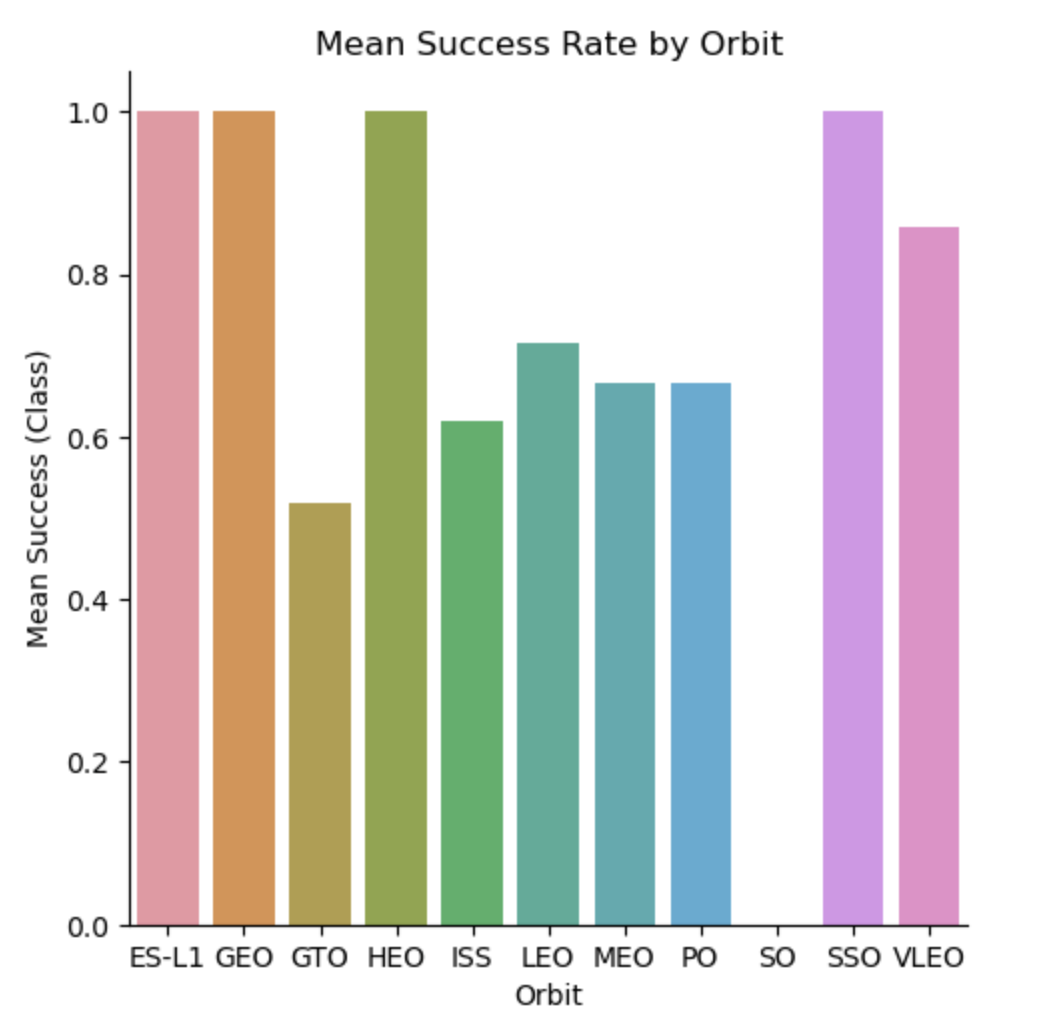 Mean Success Rate by Orbit
1.0
0.8
0.6
0.4
0.2
0.0
Mean Success (Class)
ES-L1 GEO GTO HEO ISS LEO MEO PO SO SSO VLEO
Orbit